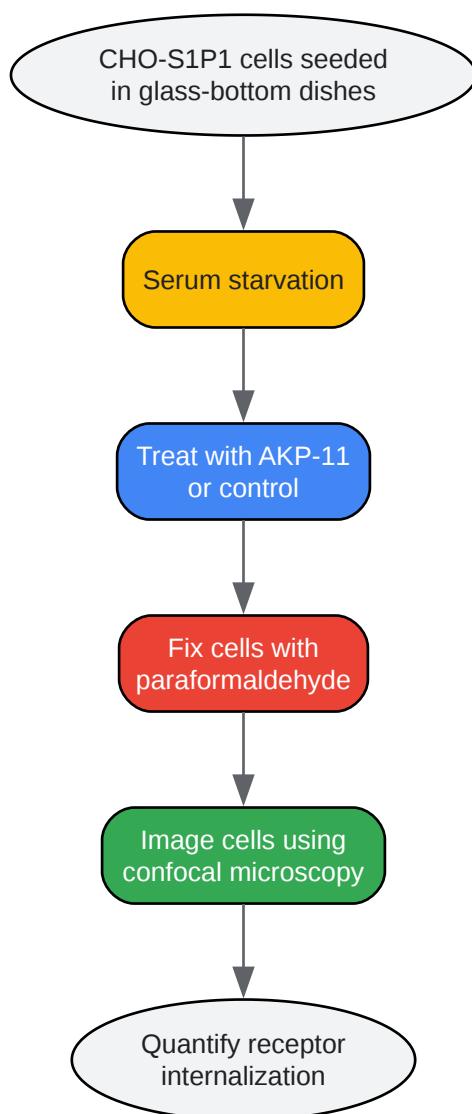 CHO-S1P1 cells seeded
in glass-bottom dishes
Serum starvation
Treat with AKP-11
or control
Fix cells with
paraformaldehyde
Image cells using
confocal microscopy
Quantify receptor
internalization